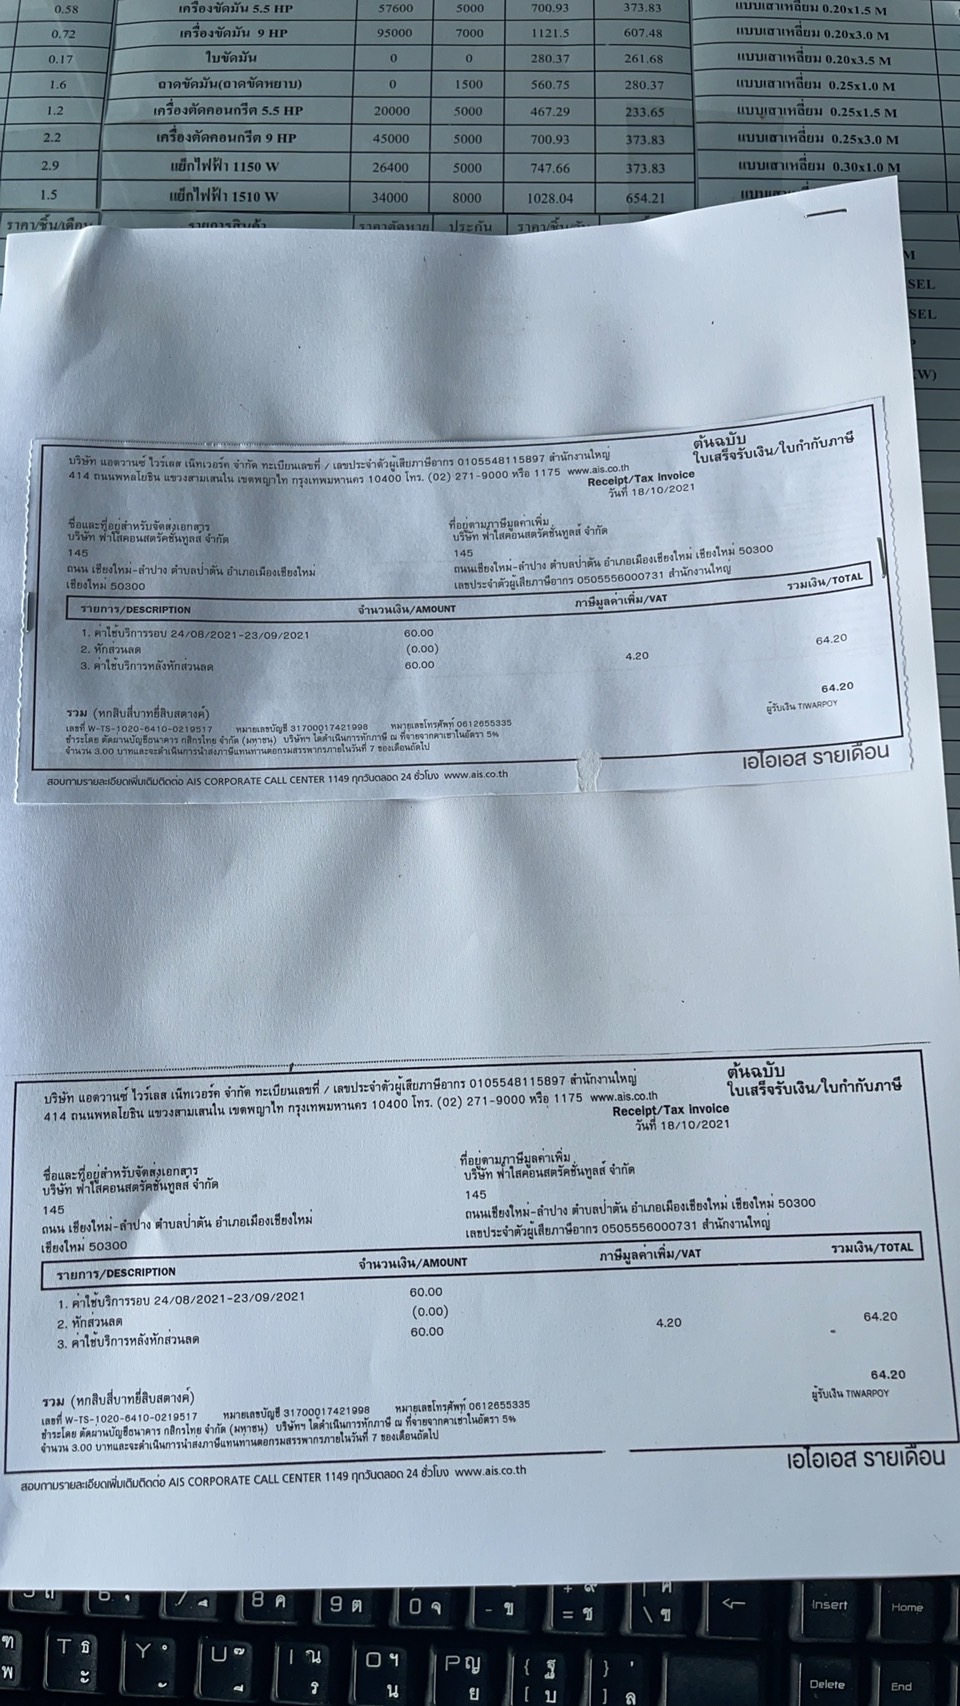 0.58 เครื่องขัดมัน 5.5 HP 57600 5000 700.93 373.83 แบบเสาเหลี่ยม 0.20x1.5 M
0.72 เครื่องขัดมัน 9 HP 95000 7000 1121.5 607.48 แบบเสาเหลี่ยม 0.20x3.0 M
0.17 ใบขัดมัน 0 0 280.37 261.68 แบบเสาเหลี่ยม 0.20x3.5 M
1.6 ถาดขัดมัน(ถาดขัดหยาบ) 0 1500 560.75 280.37 แบบเสาเหลี่ยม 0.25x1.0 M
1.2 เครื่องตัดคอนกรีต 5.5 HP 20000 5000 467.29 233.65 แบบเสาเหลี่ยม 0.25x1.5 M
2.2 เครื่องตัดคอนกรีต 9 HP 45000 5000 700.93 373.83 แบบเสาเหลี่ยม 0.25x3.0 M
2.9 แย็กไฟฟ้า 1150 W 26400 5000 747.66 373.83 แบบเสาเหลี่ยม 0.30x1.0 M
1.5 แย็กไฟฟ้า 1510 W 34000 8000 1028.04 654.21
ราคา/ชิ้น/เดือน รายการสินค้า ประกัน
M
SEL
SEL
KW)
ต้นฉบับ
บริษัท แอดวานซ์ ไวร์เลส เน็ทเวอร์ค จำกัด ทะเบียนเลขที่ / เลขประจำตัวผู้เสียภาษีอากร 0105548115897 สำนักงานใหญ่ ใบเสร็จรับเงิน/ใบกำกับภาษี
414 ถนนพหลโยธิน แขวงสามเสนใน เขตพญาไท กรุงเทพมหานคร 10400 โทร. (02) 271-9000 หรือ 1175 www.ais.co.th
Receipt/Tax Invoice
วันที่ 18/10/2021
ชื่อและที่อยู่สำหรับจัดส่งเอกสาร ที่อยู่ตามภาษีมูลค่าเพิ่ม
บริษัท ฟ้าใสคอนสตรัคชั่นทูลส์ จำกัด บริษัท ฟ้าใสคอนสตรัคชั่นทูลส์ จำกัด
145 145
ถนน เชียงใหม่-ลำปาง ตำบลป่าตัน อำเภอเมืองเชียงใหม่ ถนนเชียงใหม่-ลำปาง ตำบลป่าตัน อำเภอเมืองเชียงใหม่ เชียงใหม่ 50300
เชียงใหม่ 50300 เลขประจำตัวผู้เสียภาษีอากร 0505556000731 สำนักงานใหญ่
รายการ/DESCRIPTION จำนวนเงิน/AMOUNT ภาษีมูลค่าเพิ่ม/VAT รวมเงิน/TOTAL
1. ค่าใช้บริการรอบ 24/08/2021-23/09/2021 60.00
2. หักส่วนลด (0.00)
3. ค่าใช้บริการหลังหักส่วนลด 60.00 4.20 64.20
64.20
รวม (หกสิบสี่บาทยี่สิบสตางค์) ผู้รับเงิน TIWARPOY
เลขที่ W-TS-1020-6410-0219517 หมายเลขบัญชี 31700017421998 หมายเลขโทรศัพท์ 0612655335
ชำระโดย ตัดผ่านบัญชีธนาคาร กสิกรไทย จำกัด (มหาชน) บริษัทฯ ได้ดำเนินการหักภาษี ณ ที่จ่ายจากค่าเช่าในอัตรา 5%
จำนวน 3.00 บาทและจะดำเนินการนำส่งภาษีแทนท่านต่อกรมสรรพากรภายในวันที่ 7 ของเดือนถัดไป
เอไอเอส รายเดือน
สอบถามรายละเอียดเพิ่มเติมติดต่อ AIS CORPORATE CALL CENTER 1149 ทุกวันตลอด 24 ชั่วโมง www.ais.co.th
ต้นฉบับ
บริษัท แอดวานซ์ ไวร์เลส เน็ทเวอร์ค จำกัด ทะเบียนเลขที่ / เลขประจำตัวผู้เสียภาษีอากร 0105548115897 สำนักงานใหญ่ ใบเสร็จรับเงิน/ใบกำกับภาษี
414 ถนนพหลโยธิน แขวงสามเสนใน เขตพญาไท กรุงเทพมหานคร 10400 โทร. (02) 271-9000 หรือ 1175 www.ais.co.th
Receipt/Tax Invoice
วันที่ 18/10/2021
ชื่อและที่อยู่สำหรับจัดส่งเอกสาร ที่อยู่ตามภาษีมูลค่าเพิ่ม
บริษัท ฟ้าใสคอนสตรัคชั่นทูลส์ จำกัด บริษัท ฟ้าใสคอนสตรัคชั่นทูลส์ จำกัด
145 145
ถนน เชียงใหม่-ลำปาง ตำบลป่าตัน อำเภอเมืองเชียงใหม่ ถนนเชียงใหม่-ลำปาง ตำบลป่าตัน อำเภอเมืองเชียงใหม่ เชียงใหม่ 50300
เชียงใหม่ 50300 เลขประจำตัวผู้เสียภาษีอากร 0505556000731 สำนักงานใหญ่
รายการ/DESCRIPTION จำนวนเงิน/AMOUNT ภาษีมูลค่าเพิ่ม/VAT รวมเงิน/TOTAL
1. ค่าใช้บริการรอบ 24/08/2021-23/09/2021 60.00
2. หักส่วนลด (0.00)
3. ค่าใช้บริการหลังหักส่วนลด 60.00 4.20 64.20
64.20
รวม (หกสิบสี่บาทยี่สิบสตางค์) ผู้รับเงิน TIWARPOY
เลขที่ W-TS-1020-6410-0219517 หมายเลขบัญชี 31700017421998 หมายเลขโทรศัพท์ 0612655335
ชำระโดย ตัดผ่านบัญชีธนาคาร กสิกรไทย จำกัด (มหาชน) บริษัทฯ ได้ดำเนินการหักภาษี ณ ที่จ่ายจากค่าเช่าในอัตรา 5%
จำนวน 3.00 บาทและจะดำเนินการนำส่งภาษีแทนท่านต่อกรมสรรพากรภายในวันที่ 7 ของเดือนถัดไป
เอไอเอส รายเดือน
สอบถามรายละเอียดเพิ่มเติมติดต่อ AIS CORPORATE CALL CENTER 1149 ทุกวันตลอด 24 ชั่วโมง www.ais.co.th
8 ค 9 ต 0 จ - ข = ช \ ฃ Insert Home
T ธ ะ Y ั U ๊ ี I ณ ร O ฯ น P ญ ย { ฐ [ บ } ] ล Delete End